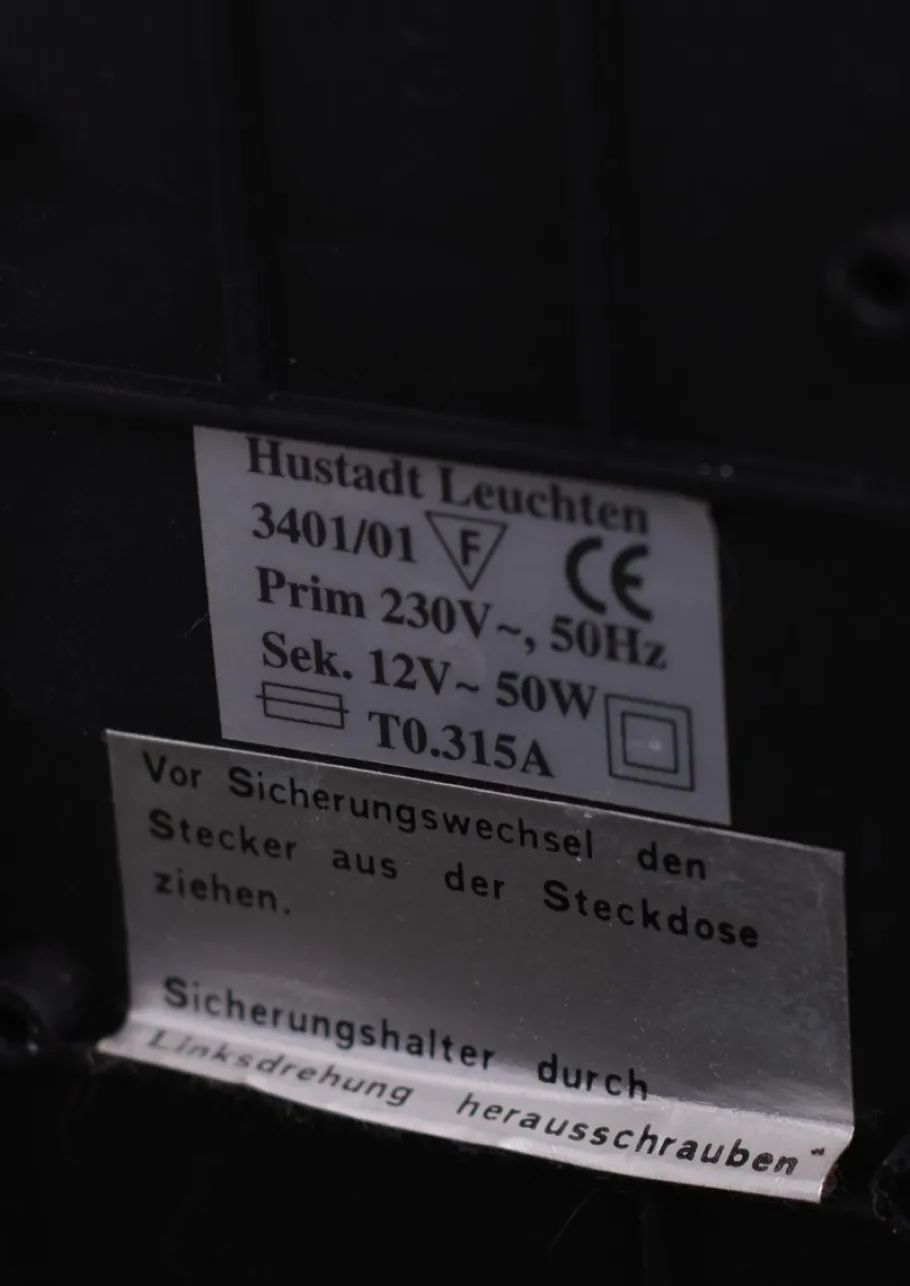 Hustadt Leuchten
3401/01 F CE
Prim 230V~, 50Hz
Sek. 12V~ 50W
T0.315A
Vor Sicherungswechsel den
Stecker aus der Steckdose
ziehen.
Sicherungshalter durch
Linksdrehung herausschrauben"